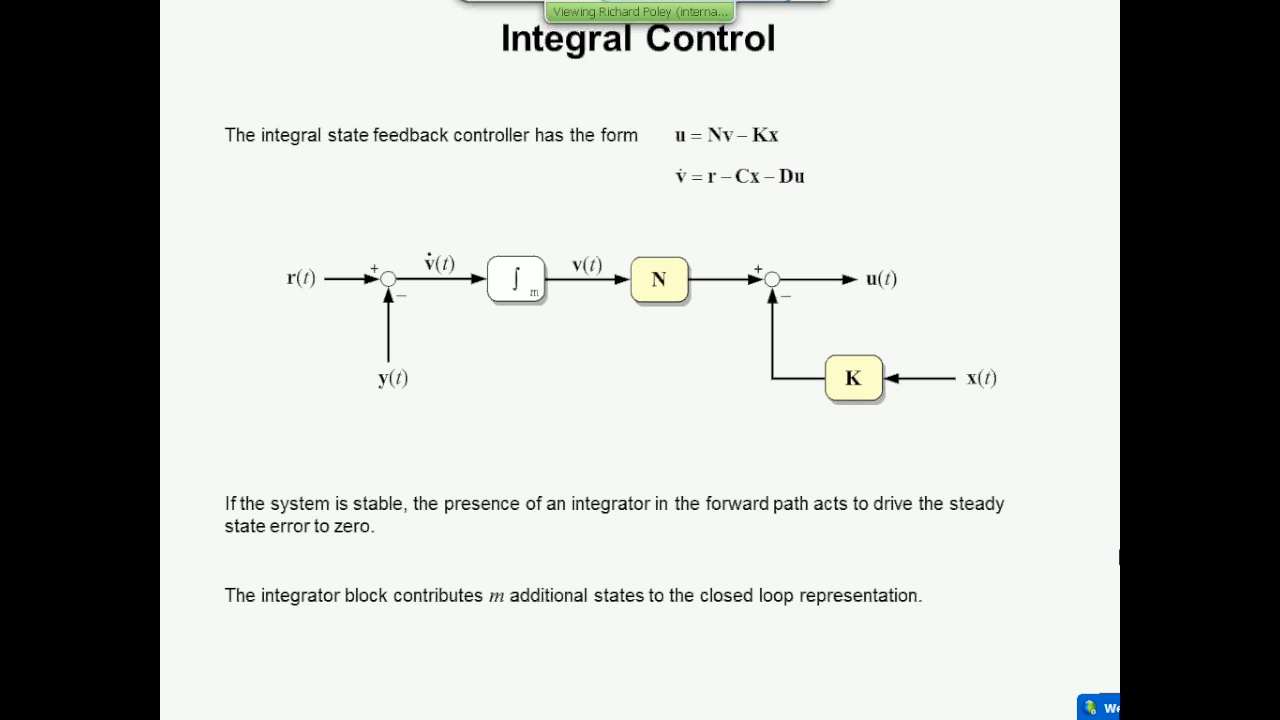 Viewing Richard Poley (interna...
Integral Control
The integral state feedback controller has the form u = Nv – Kx
v̇ = r – Cx – Du
r(t) + – v̇(t) ∫ m v(t) N + – u(t)
y(t) K x(t)
If the system is stable, the presence of an integrator in the forward path acts to drive the steady
state error to zero.
The integrator block contributes m additional states to the closed loop representation.
We